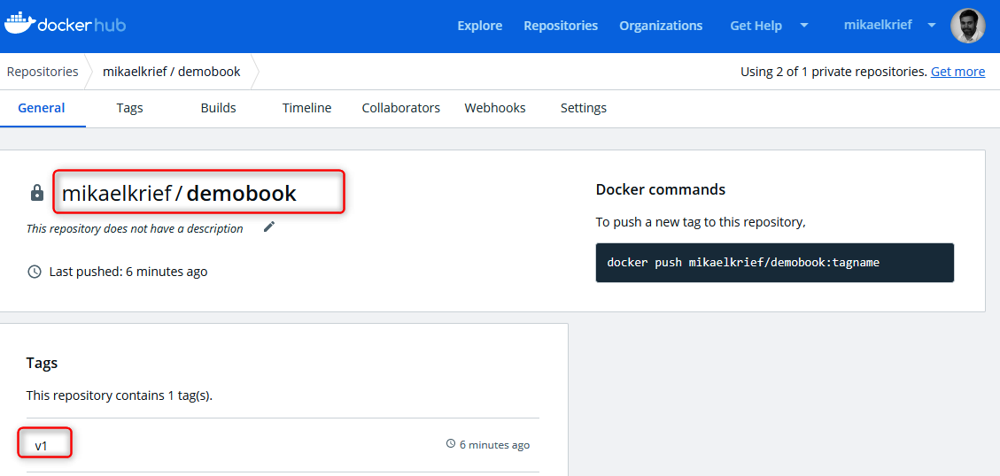 docker hub Explore Repositories Organizations Get Help mikaelkrief
Repositories mikaelkrief / demobook Using 2 of 1 private repositories. Get more
General Tags Builds Timeline Collaborators Webhooks Settings
mikaelkrief / demobook
This repository does not have a description
Last pushed: 6 minutes ago
Docker commands
To push a new tag to this repository,
docker push mikaelkrief/demobook:tagname
Tags
This repository contains 1 tag(s).
v1 6 minutes ago